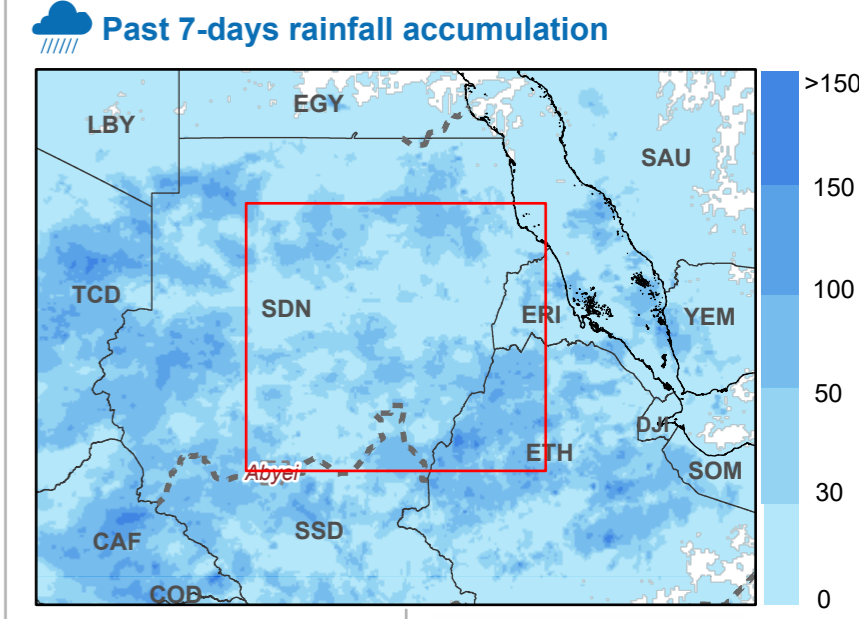 Past 7-days rainfall accumulation
LBY
EGY
SAU
TCD
SDN
ERI
YEM
DJI
ETH
SOM
Abyei
SSD
CAF
COD
>150
150
100
50
30
0